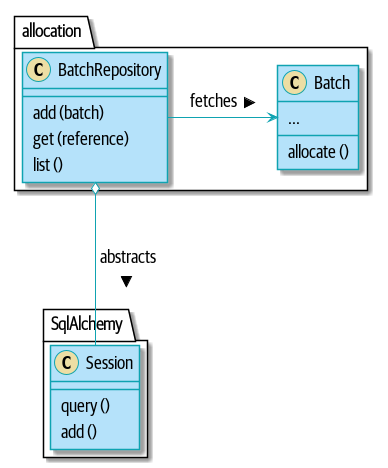 allocation
C BatchRepository
add (batch)
get (reference)
list ()
fetches ▶
C Batch
...
allocate ()
abstracts
▼
SqlAlchemy
C Session
query ()
add ()